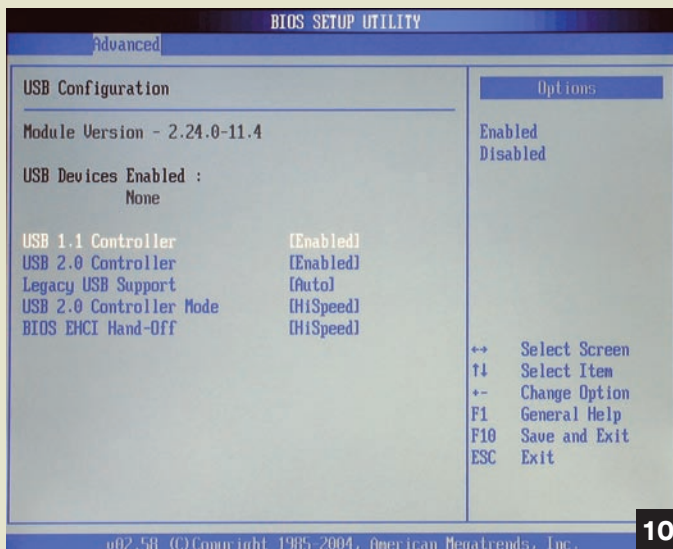 BIOS SETUP UTILITY
Advanced
USB Configuration
Module Version - 2.24.0-11.4
USB Devices Enabled :
None
USB 1.1 Controller [Enabled]
USB 2.0 Controller [Enabled]
Legacy USB Support [Auto]
USB 2.0 Controller Mode [HiSpeed]
BIOS EHCI Hand-Off [HiSpeed]
Options
Enabled
Disabled
←→ Select Screen
↑↓ Select Item
+- Change Option
F1 General Help
F10 Save and Exit
ESC Exit
v02.58 (C)Copyright 1985-2004, American Megatrends, Inc.
10